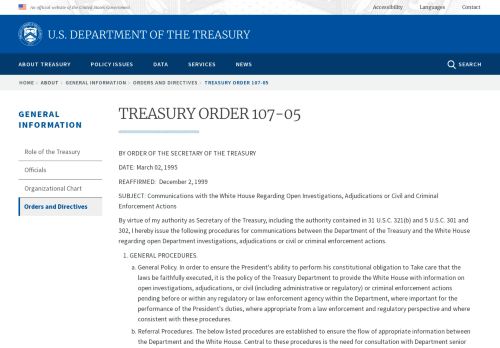 An official website of the United States Government
Accessibility Languages Contact
U.S. DEPARTMENT OF THE TREASURY
ABOUT TREASURY POLICY ISSUES DATA SERVICES NEWS SEARCH
HOME › ABOUT › GENERAL INFORMATION › ORDERS AND DIRECTIVES › TREASURY ORDER 107-05
GENERAL
INFORMATION
Role of the Treasury
Officials
Organizational Chart
Orders and Directives
TREASURY ORDER 107-05
BY ORDER OF THE SECRETARY OF THE TREASURY
DATE: March 02, 1995
REAFFIRMED: December 2, 1999
SUBJECT: Communications with the White House Regarding Open Investigations, Adjudications or Civil and Criminal
Enforcement Actions
By virtue of my authority as Secretary of the Treasury, including the authority contained in 31 U.S.C. 321(b) and 5 U.S.C. 301 and
302, I hereby issue the following procedures for communications between the Department of the Treasury and the White House
regarding open Department investigations, adjudications or civil or criminal enforcement actions.
1. GENERAL PROCEDURES.
a. General Policy. In order to ensure the President's ability to perform his constitutional obligation to Take care that the
laws be faithfully executed, it is the policy of the Treasury Department to provide the White House with information on
open investigations, adjudications, or civil (including administrative or regulatory) or criminal enforcement actions
pending before or within any regulatory or law enforcement agency within the Department, where important for the
performance of the President's duties, where appropriate from a law enforcement and regulatory perspective and where
consistent with these procedures.
b. Referral Procedures. The below listed procedures are established to ensure the flow of appropriate information between
the Department and the White House. Central to these procedures is the need for consultation with Department senior